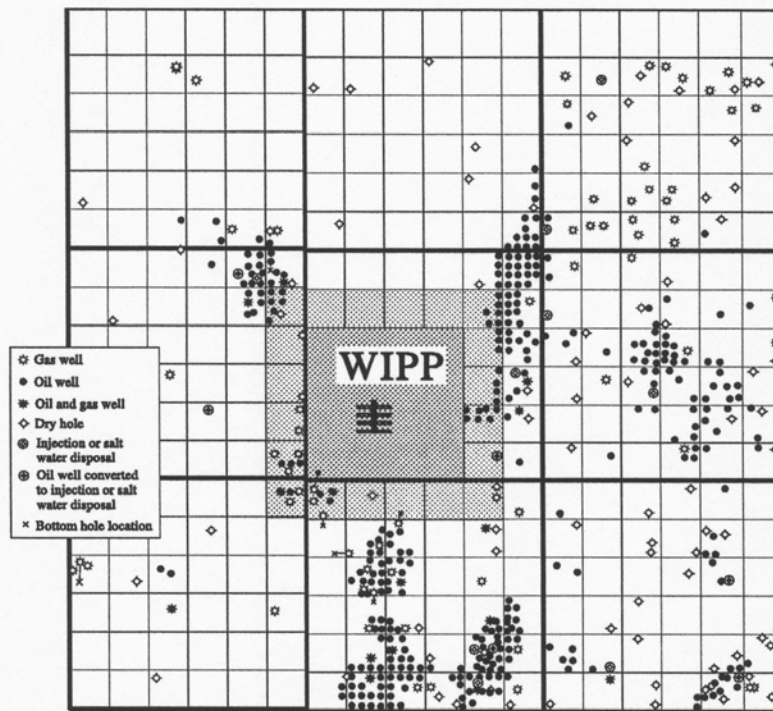 WIPP
Gas well
Oil well
Oil and gas well
Dry hole
Injection or salt
water disposal
Oil well converted
to injection or salt
water disposal
Bottom hole location